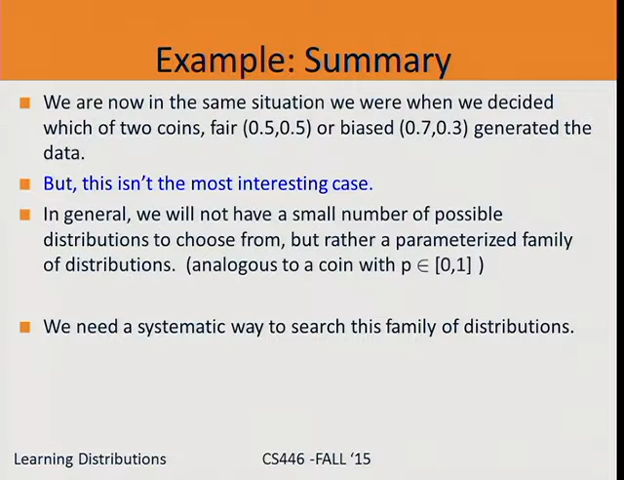 Example: Summary
We are now in the same situation we were when we decided
which of two coins, fair (0.5,0.5) or biased (0.7,0.3) generated the
data.
But, this isn’t the most interesting case.
In general, we will not have a small number of possible
distributions to choose from, but rather a parameterized family
of distributions. (analogous to a coin with p ∈ [0,1] )
We need a systematic way to search this family of distributions.
Learning Distributions
CS446 -FALL ‘15